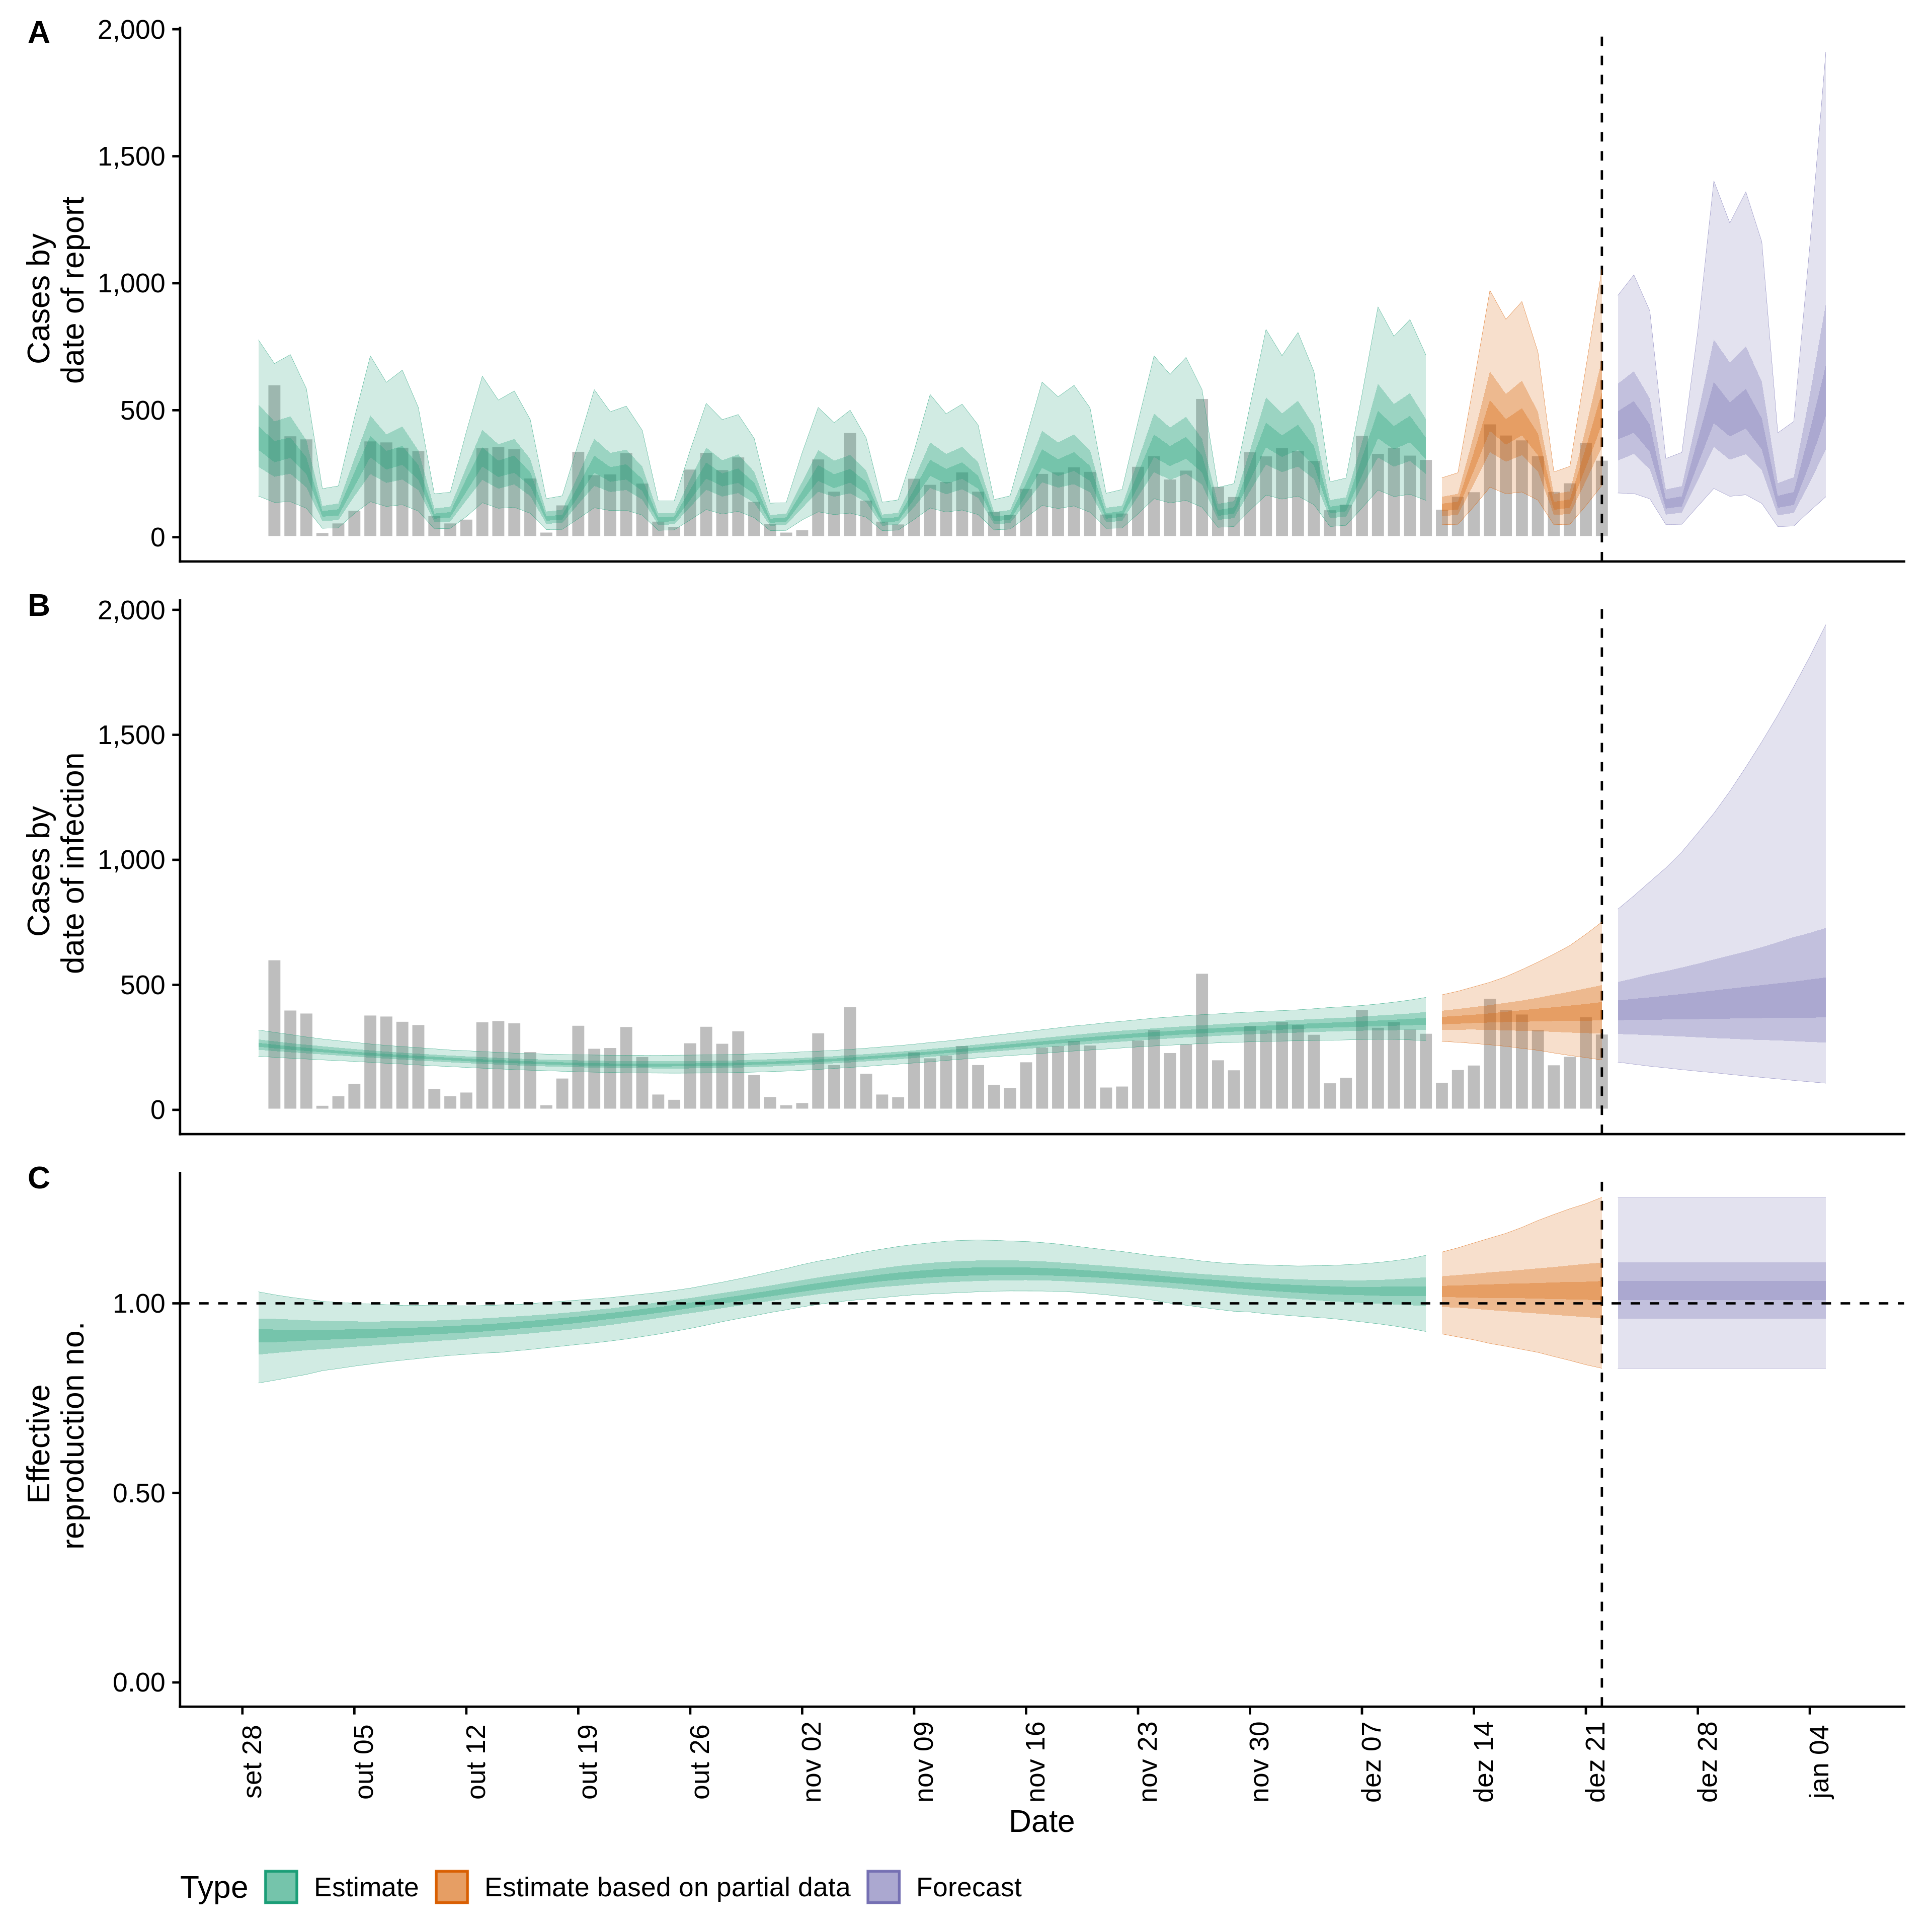 A
2,000
1,500
1,000
500
0
Cases by
date of report
B
2,000
1,500
1,000
500
0
Cases by
date of infection
C
1.00
0.50
0.00
Effective
reproduction no.
set 28
out 05
out 12
out 19
out 26
nov 02
nov 09
nov 16
nov 23
nov 30
dez 07
dez 14
dez 21
dez 28
jan 04
Date
Type Estimate Estimate based on partial data Forecast